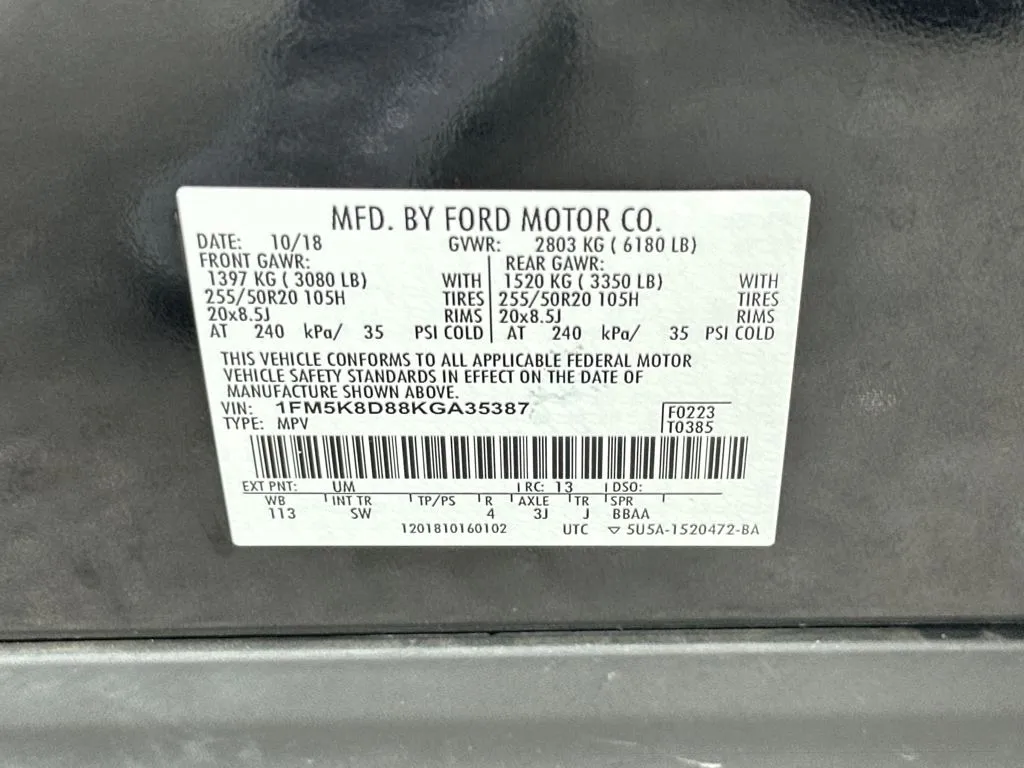 MFD. BY FORD MOTOR CO.
DATE: 10/18 GVWR: 2803 KG ( 6180 LB)
FRONT GAWR: REAR GAWR:
1397 KG ( 3080 LB) WITH 1520 KG ( 3350 LB) WITH
255/50R20 105H TIRES 255/50R20 105H TIRES
20x8.5J RIMS 20x8.5J RIMS
AT 240 kPa/ 35 PSI COLD AT 240 kPa/ 35 PSI COLD
THIS VEHICLE CONFORMS TO ALL APPLICABLE FEDERAL MOTOR
VEHICLE SAFETY STANDARDS IN EFFECT ON THE DATE OF
MANUFACTURE SHOWN ABOVE.
VIN: 1FM5K8D88KGA35387 F0223
TYPE: MPV T0385
EXT PNT: UM RC: 13 DSO:
WB INT TR TP/PS R AXLE TR SPR
113 SW 4 3J J BBAA
1201810160102 UTC ▽ 5U5A-1520472-BA